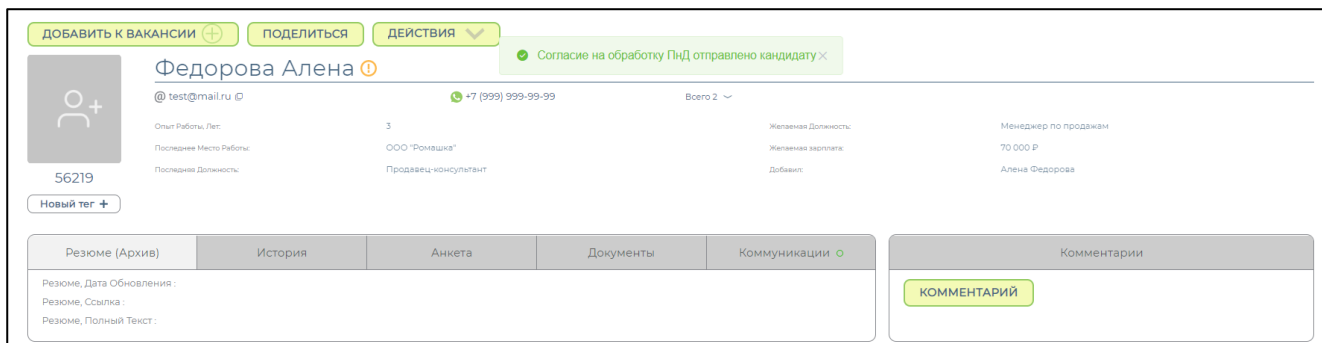 ДОБАВИТЬ К ВАКАНСИИ ПОДЕЛИТЬСЯ ДЕЙСТВИЯ
Согласие на обработку ПнД отправлено кандидату
Федорова Алена
@ test@mail.ru +7 (999) 999-99-99 Всего 2
Опыт Работы, Лет: 3 Желаемая Должность: Менеджер по продажам
Последнее Место Работы: ООО "Ромашка" Желаемая зарплата: 70 000 ₽
Последняя Должность: Продавец-консультант Добавил: Алена Федорова
56219
Новый тег +
Резюме (Архив) История Анкета Документы Коммуникации Комментарии
Резюме, Дата Обновления :
Резюме, Ссылка :
Резюме, Полный Текст :
КОММЕНТАРИЙ